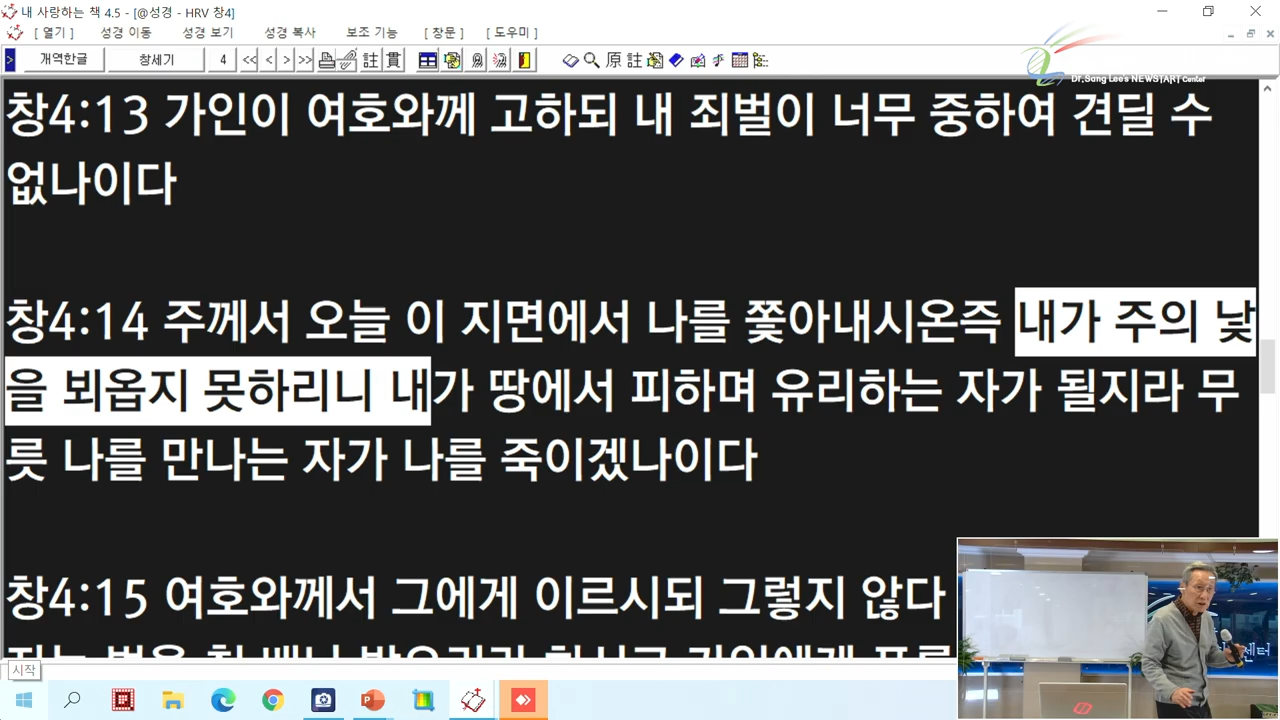 내 사랑하는 책 4.5 - [@성경 - HRV 창4]
[ 열기 ] 성경 이동 성경 보기 성경 복사 보조 기능 [ 창문 ] [ 도우미 ]
개역한글 창세기 4 << < > >> 註 貫 原 註
Dr.Sang Lee's NEWSTART Center
창4:13 가인이 여호와께 고하되 내 죄벌이 너무 중하여 견딜 수
없나이다
창4:14 주께서 오늘 이 지면에서 나를 쫓아내시온즉 내가 주의 낯
을 뵈옵지 못하리니 내가 땅에서 피하며 유리하는 자가 될지라 무
릇 나를 만나는 자가 나를 죽이겠나이다
창4:15 여호와께서 그에게 이르시되 그렇지 않다
시작
센터